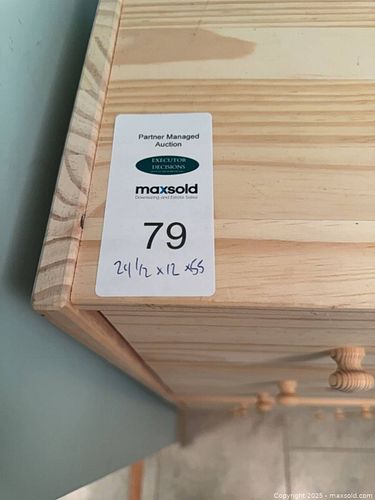 Partner Managed
Auction
EXECUTOR
DECISIONS
maxsold
Downsizing and Estate Sales
79
24 1/2 x 12 x 55
Copyright © 2025 - www.maxsold.com